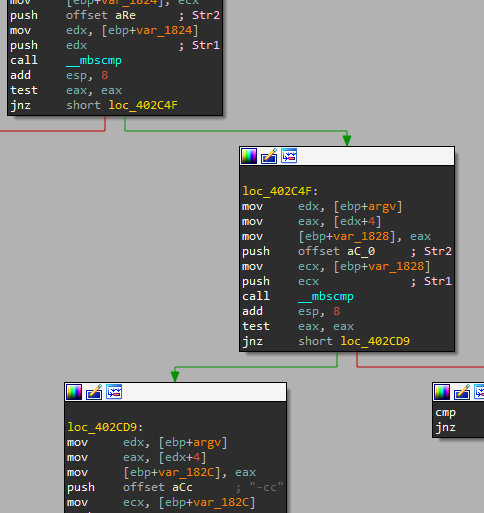 mov     [ebp+var_1824], ecx
push    offset aRe      ; Str2
mov     edx, [ebp+var_1824]
push    edx             ; Str1
call    __mbscmp
add     esp, 8
test    eax, eax
jnz     short loc_402C4F
loc_402C4F:
mov     edx, [ebp+argv]
mov     eax, [edx+4]
mov     [ebp+var_1828], eax
push    offset aC_0     ; Str2
mov     ecx, [ebp+var_1828]
push    ecx             ; Str1
call    __mbscmp
add     esp, 8
test    eax, eax
jnz     short loc_402CD9
loc_402CD9:
mov     edx, [ebp+argv]
mov     eax, [edx+4]
mov     [ebp+var_182C], eax
push    offset aCc      ; "-cc"
mov     ecx, [ebp+var_182C]
cmp
jnz